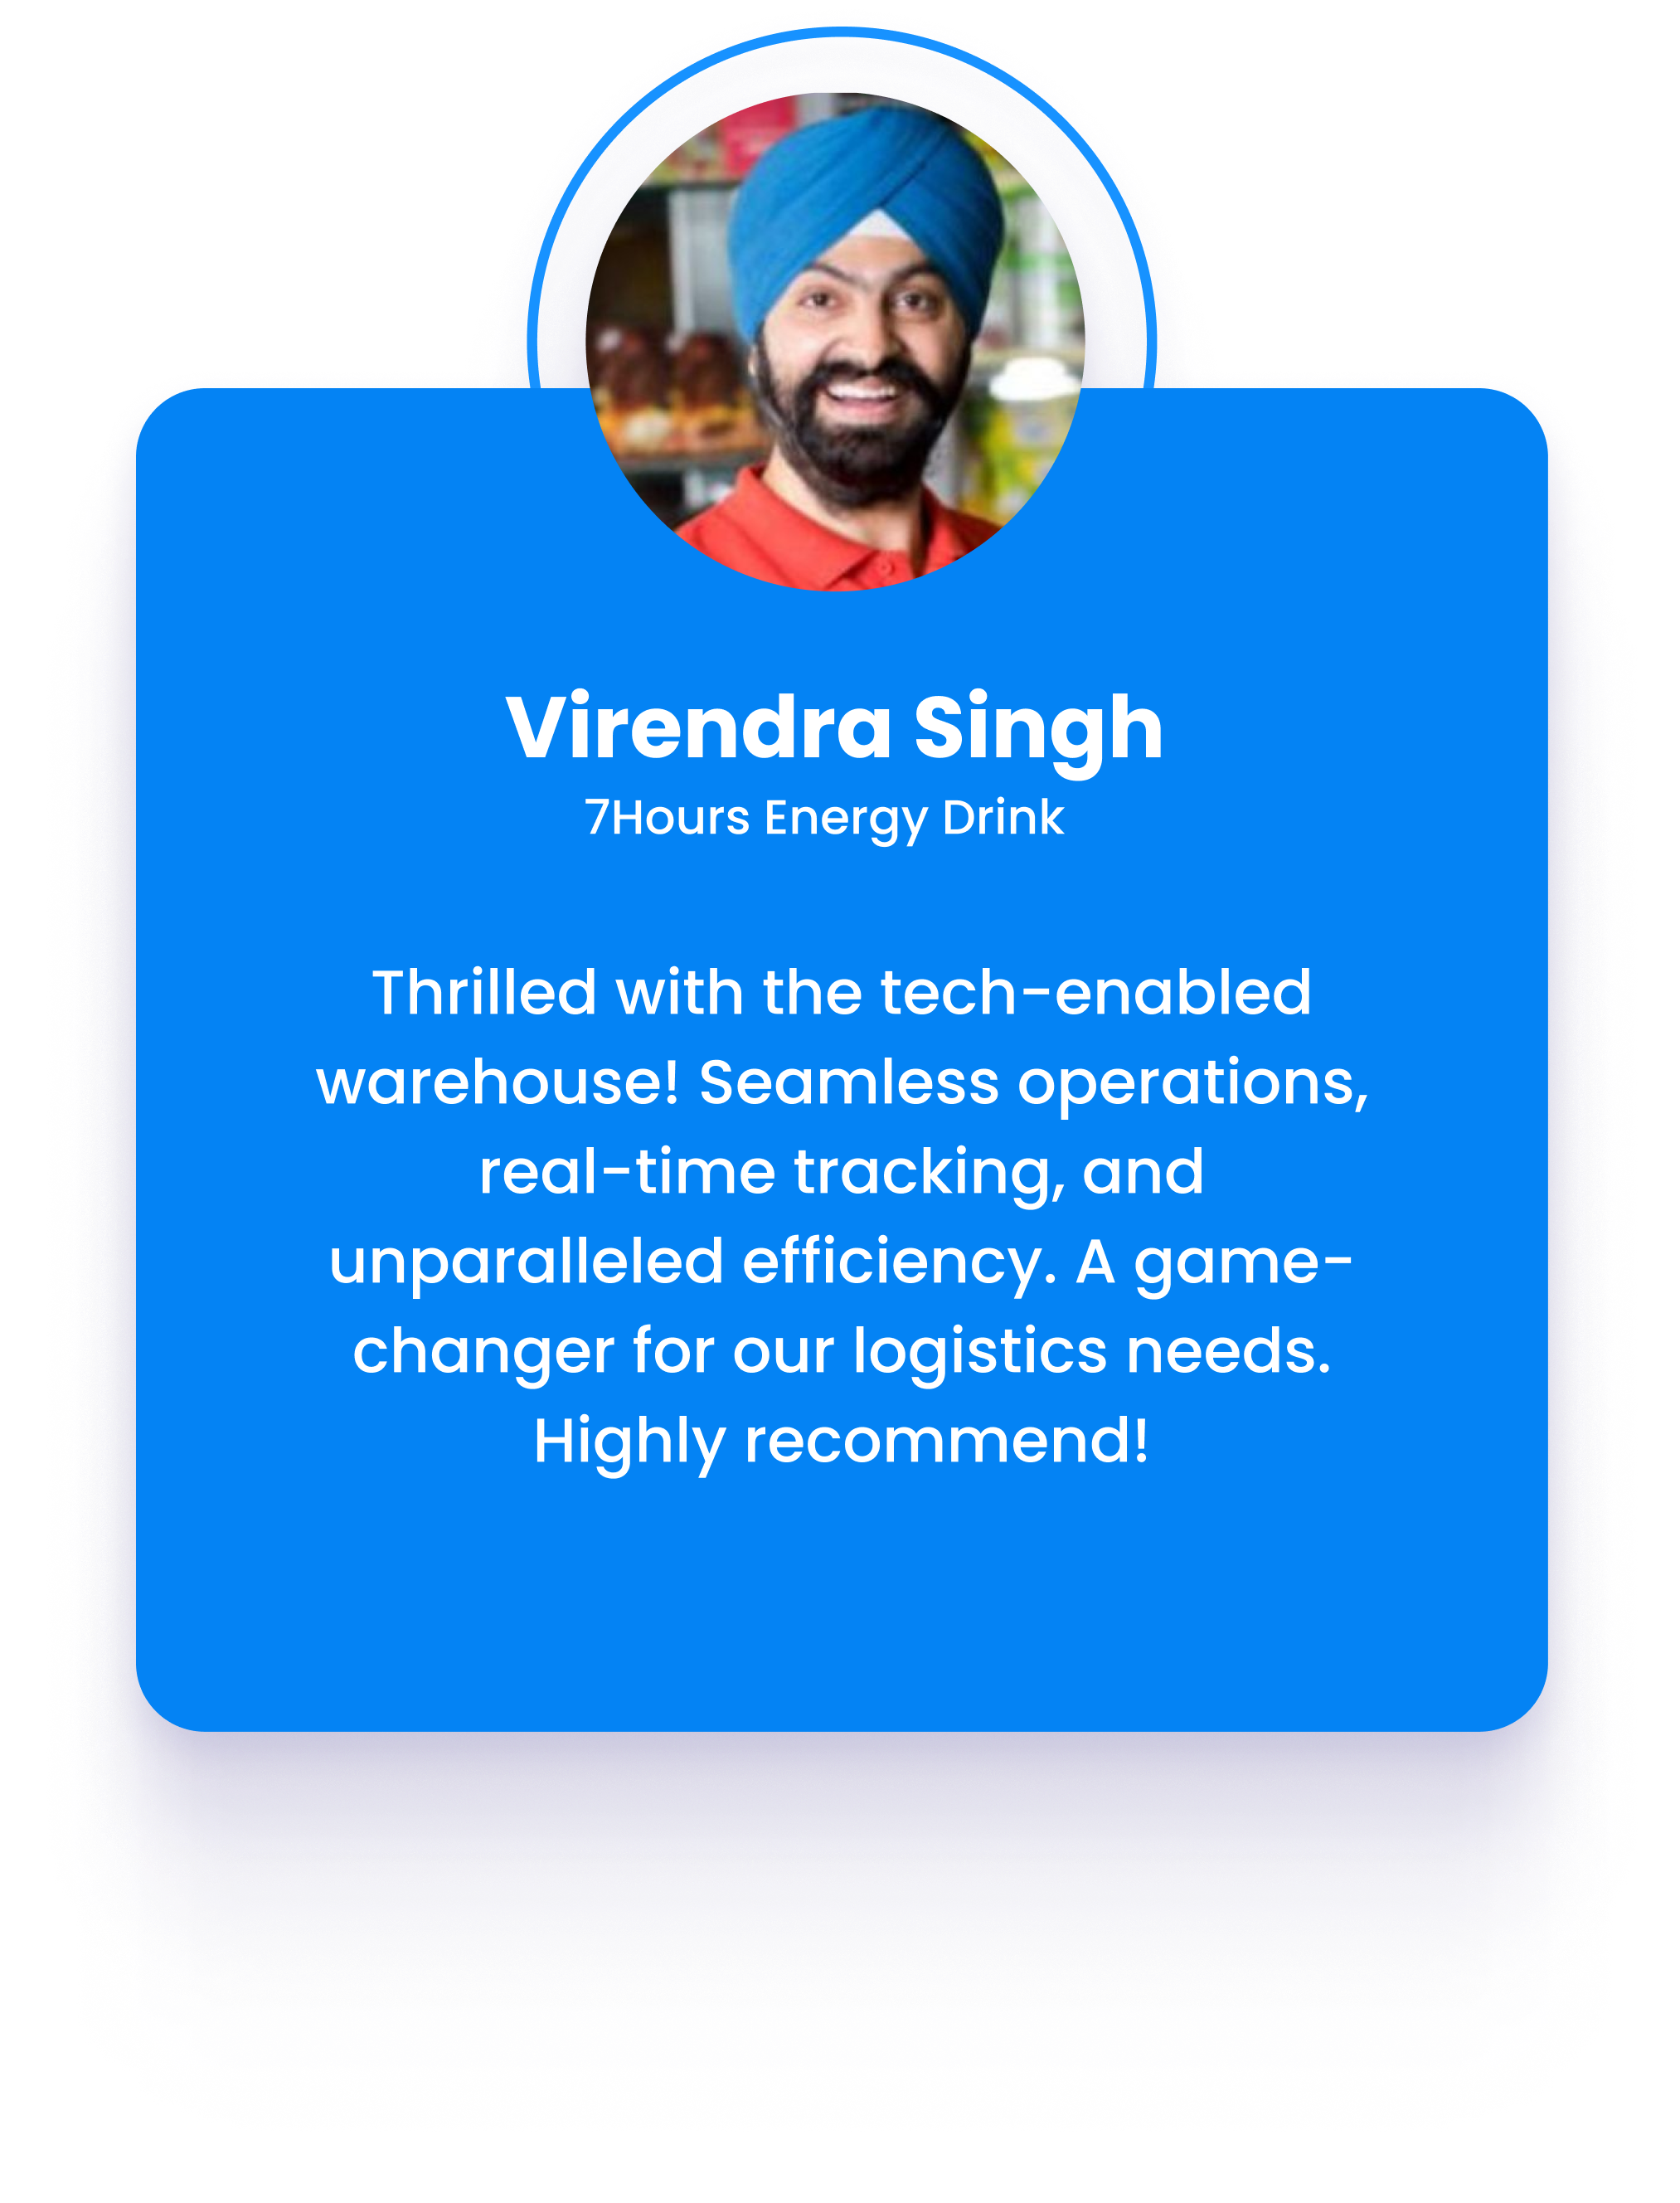 Virendra Singh
7Hours Energy Drink
Thrilled with the tech-enabled
warehouse! Seamless operations,
real-time tracking, and
unparalleled efficiency. A game-
changer for our logistics needs.
Highly recommend!